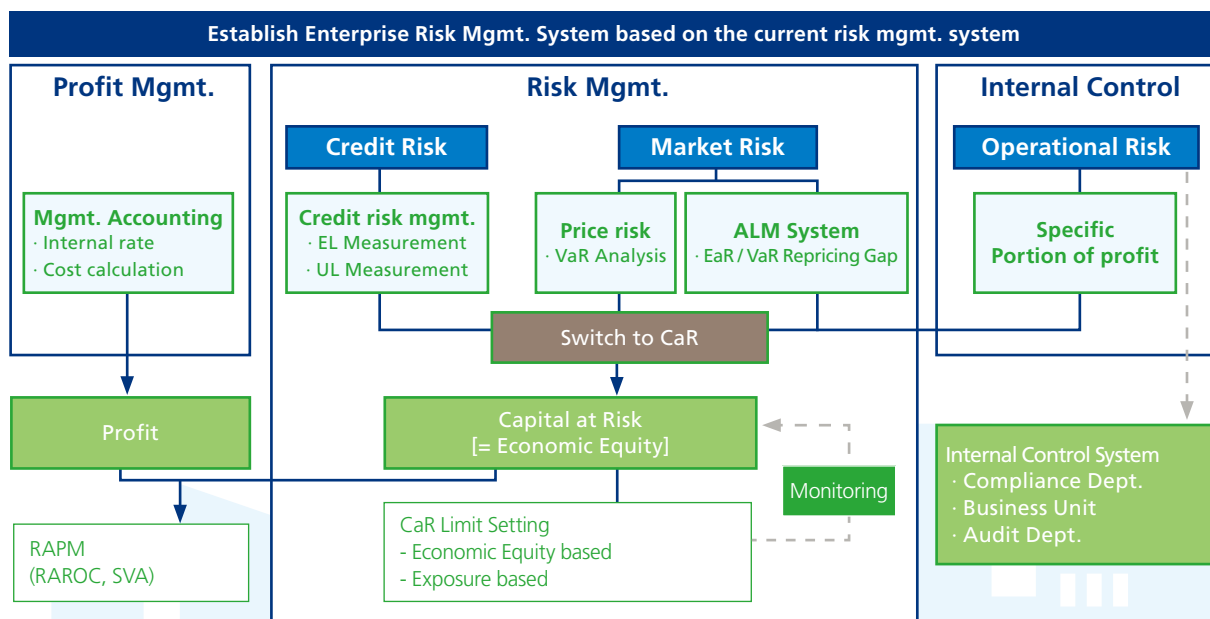 Establish Enterprise Risk Mgmt. System based on the current risk mgmt. system
Profit Mgmt.
Mgmt. Accounting
· Internal rate
· Cost calculation
Profit
RAPM
(RAROC, SVA)
Risk Mgmt.
Credit Risk
Credit risk mgmt.
· EL Measurement
· UL Measurement
Market Risk
Price risk
· VaR Analysis
ALM System
· EaR / VaR Repricing Gap
Switch to CaR
Capital at Risk
[= Economic Equity]
Monitoring
CaR Limit Setting
- Economic Equity based
- Exposure based
Internal Control
Operational Risk
Specific
Portion of profit
Internal Control System
· Compliance Dept.
· Business Unit
· Audit Dept.